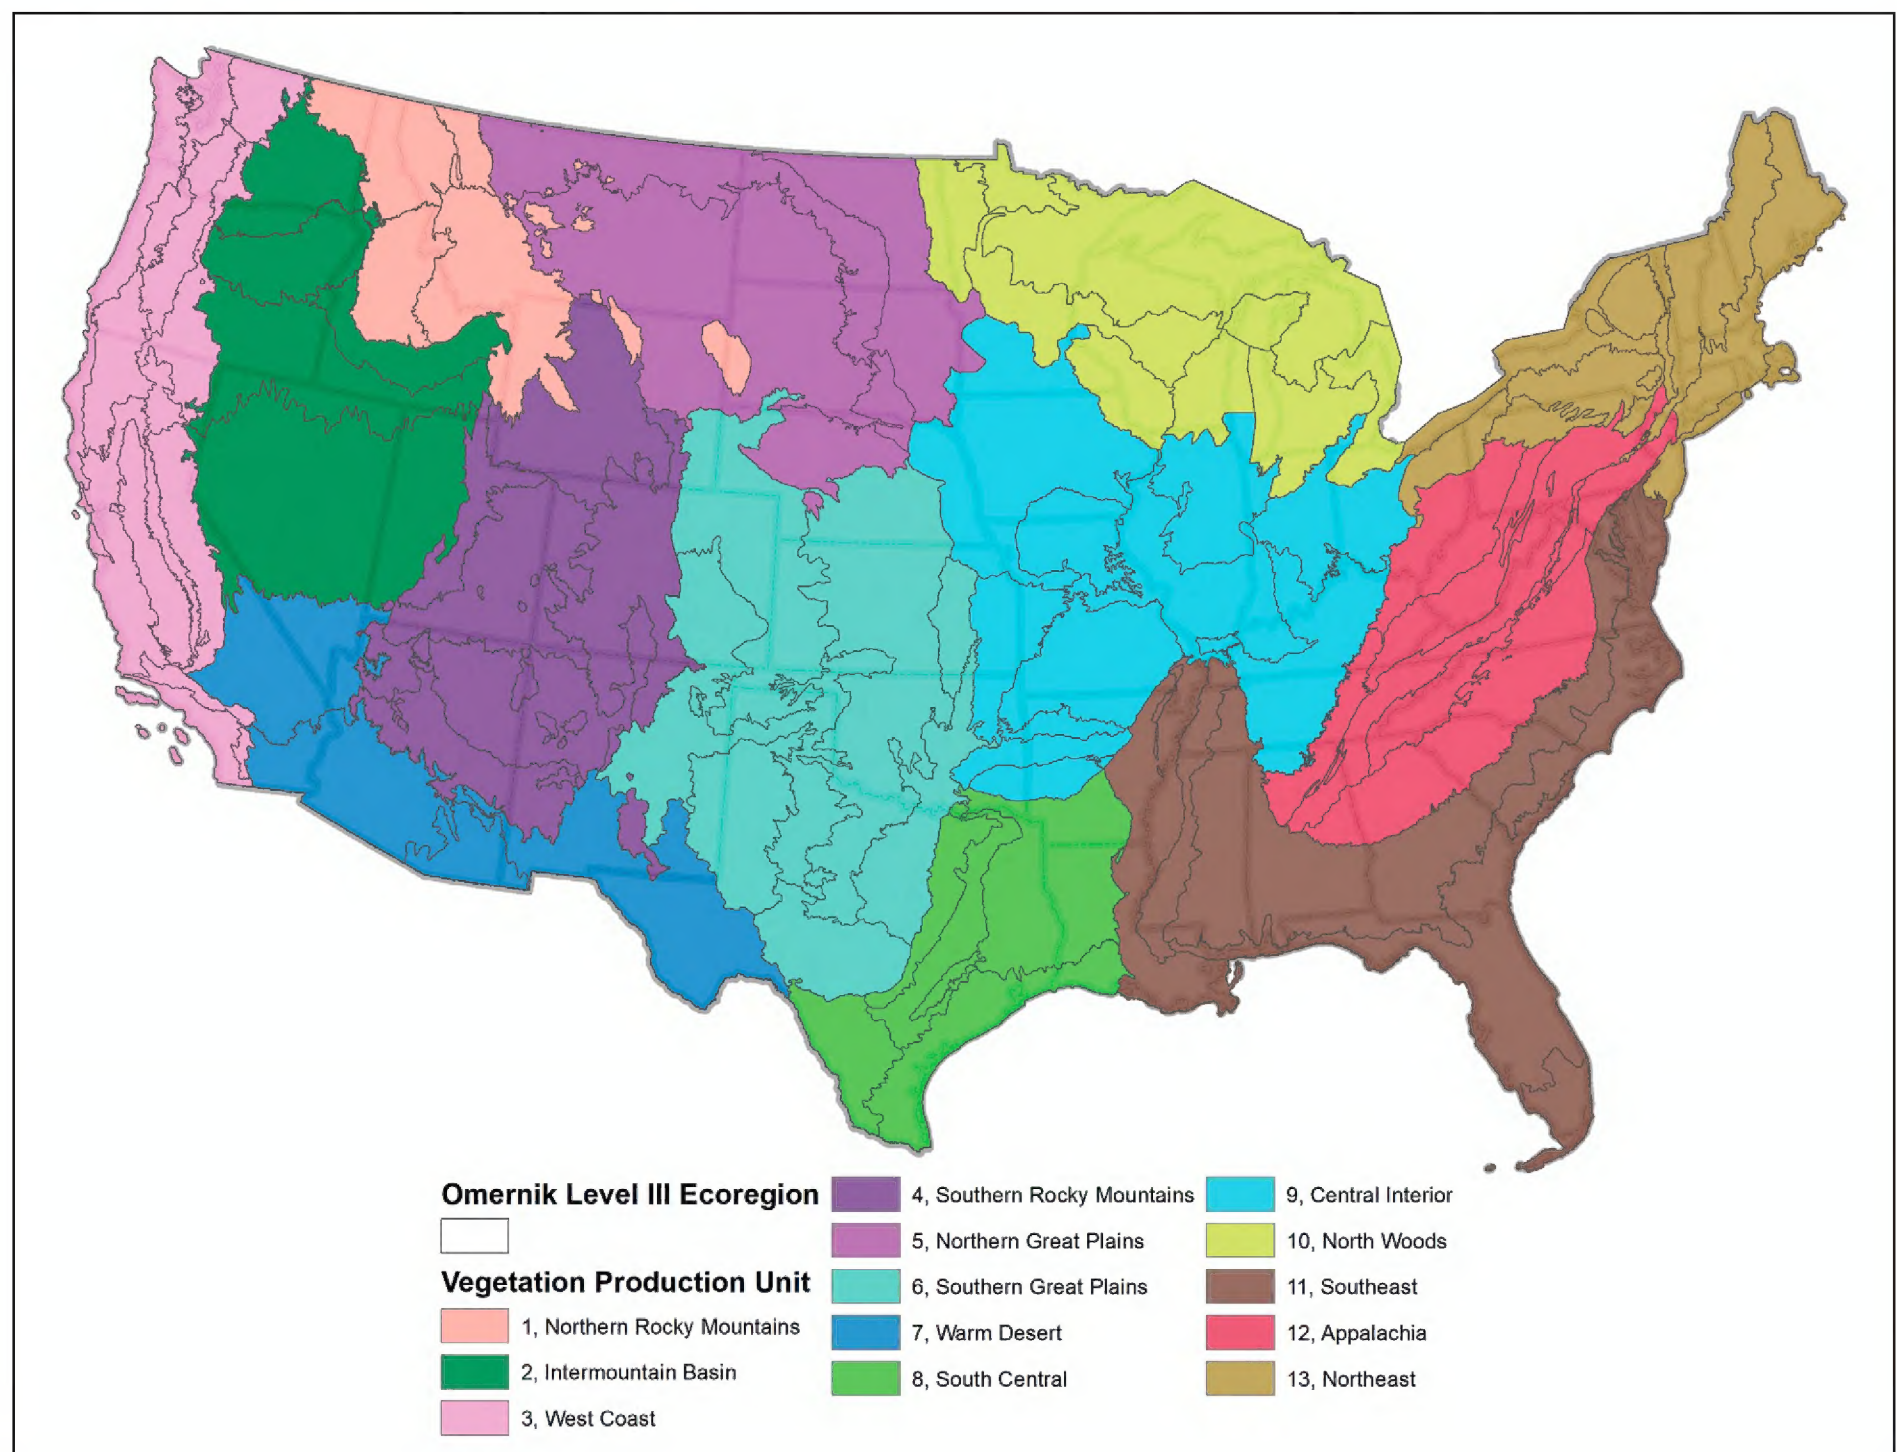 Omernik Level III Ecoregion
Vegetation Production Unit
1, Northern Rocky Mountains
2, Intermountain Basin
3, West Coast
4, Southern Rocky Mountains
5, Northern Great Plains
6, Southern Great Plains
7, Warm Desert
8, South Central
9, Central Interior
10, North Woods
11, Southeast
12, Appalachia
13, Northeast